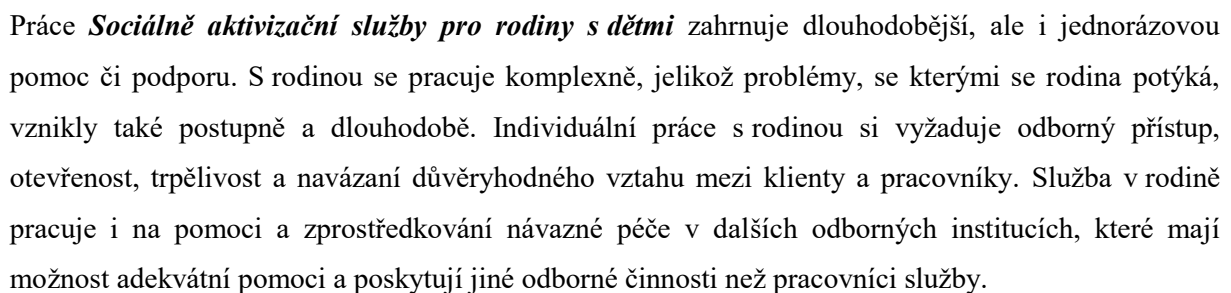 Práce Sociálně aktivizační služby pro rodiny s dětmi zahrnuje dlouhodobější, ale i jednorázovou
pomoc či podporu. S rodinou se pracuje komplexně, jelikož problémy, se kterými se rodina potýká,
vznikly také postupně a dlouhodobě. Individuální práce s rodinou si vyžaduje odborný přístup,
otevřenost, trpělivost a navázaní důvěryhodného vztahu mezi klienty a pracovníky. Služba v rodině
pracuje i na pomoci a zprostředkování návazné péče v dalších odborných institucích, které mají
možnost adekvátní pomoci a poskytují jiné odborné činnosti než pracovníci služby.